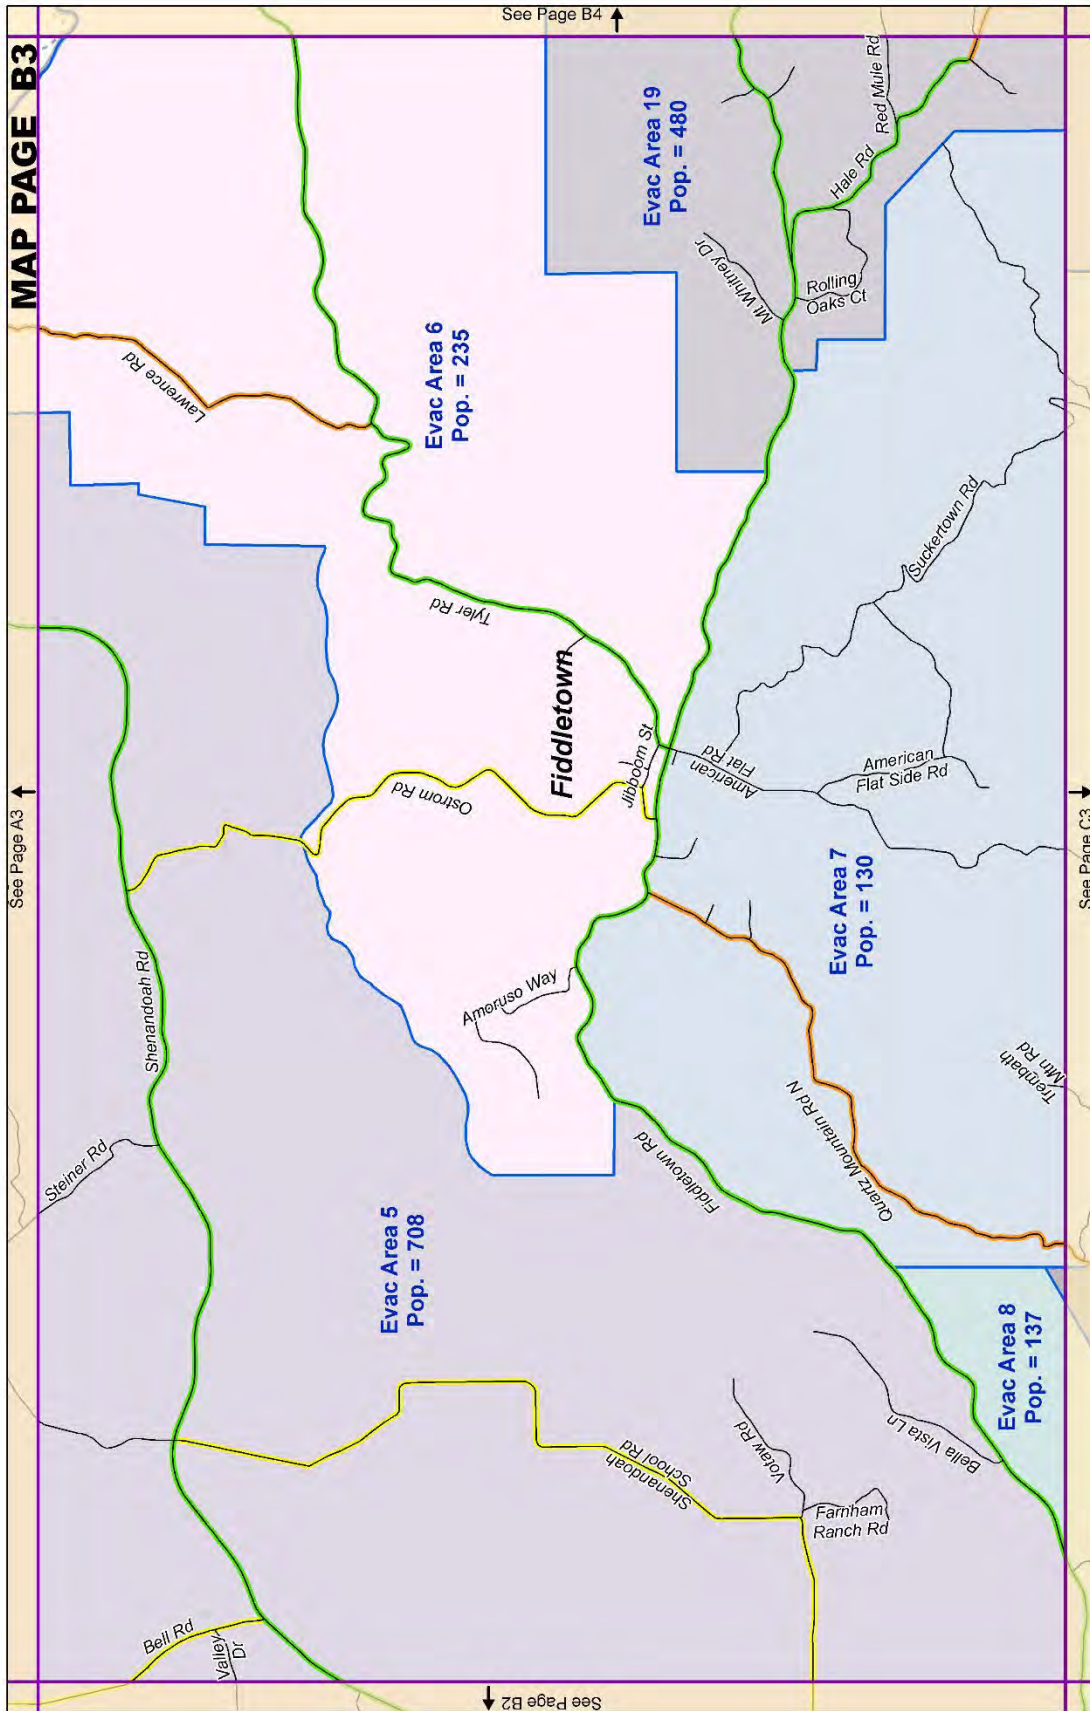 MAP PAGE B3
See Page B4
See Page A3
See Page C3
See Page B2
Evac Area 19
Pop. = 480
Red Mule Rd
Hale Rd
Mt Whitney Dr
Rolling
Oaks Ct
Lawrence Rd
Evac Area 6
Pop. = 235
Tyler Rd
Fiddletown
Suckertown Rd
Jibboom St
American
Flat Rd
American
Flat Side Rd
Ostrom Rd
Evac Area 7
Pop. = 130
Shenandoah Rd
Amoruso Way
Trembath
Mtn Rd
Quartz Mountain Rd N
Steiner Rd
Fiddletown Rd
Evac Area 5
Pop. = 708
Evac Area 8
Pop. = 137
Bella Vista Ln
Votaw Rd
Shenandoah
School Rd
Farnham
Ranch Rd
Bell Rd
Valley
Dr